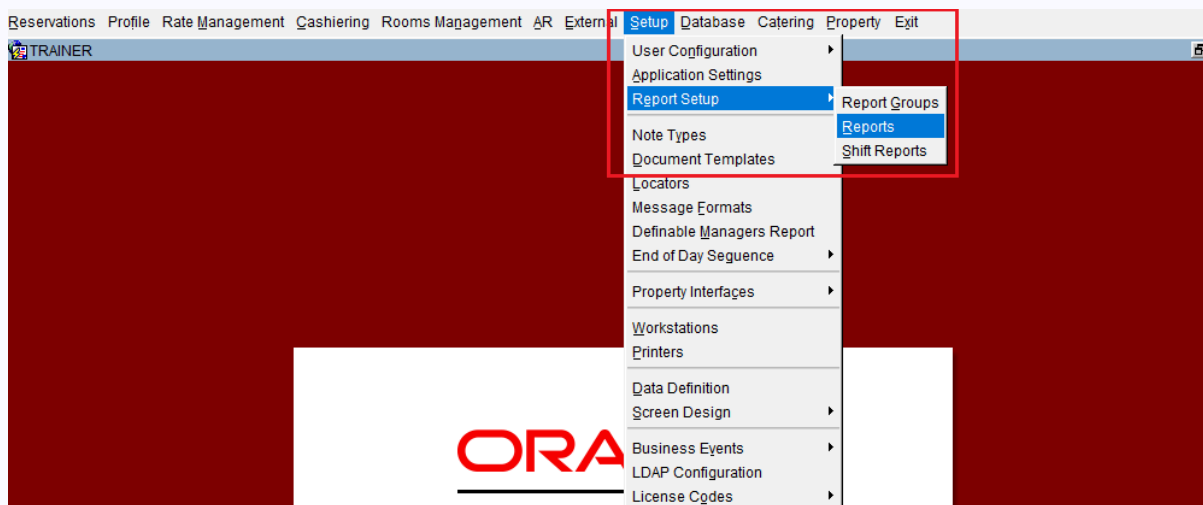 Reservations Profile Rate Management Cashiering Rooms Management AR External Setup Database Catering Property Exit
TRAINER
User Configuration
Application Settings
Report Setup
Report Groups
Reports
Shift Reports
Note Types
Document Templates
Locators
Message Formats
Definable Managers Report
End of Day Sequence
Property Interfaces
Workstations
Printers
Data Definition
Screen Design
Business Events
LDAP Configuration
License Codes
ORA